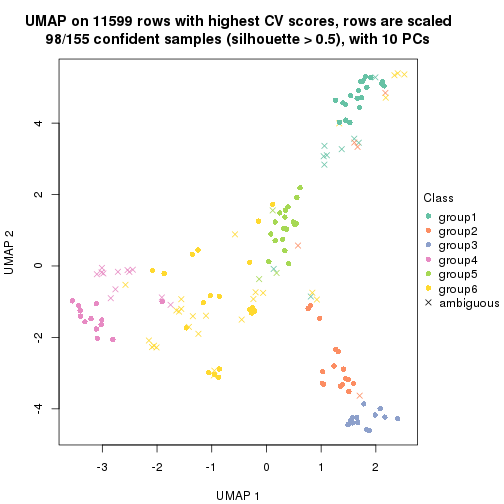 UMAP on 11599 rows with highest CV scores, rows are scaled
98/155 confident samples (silhouette > 0.5), with 10 PCs
4
2
0
-2
-4
UMAP 2
-3
-2
-1
0
1
2
UMAP 1
Class
group1
group2
group3
group4
group5
group6
ambiguous